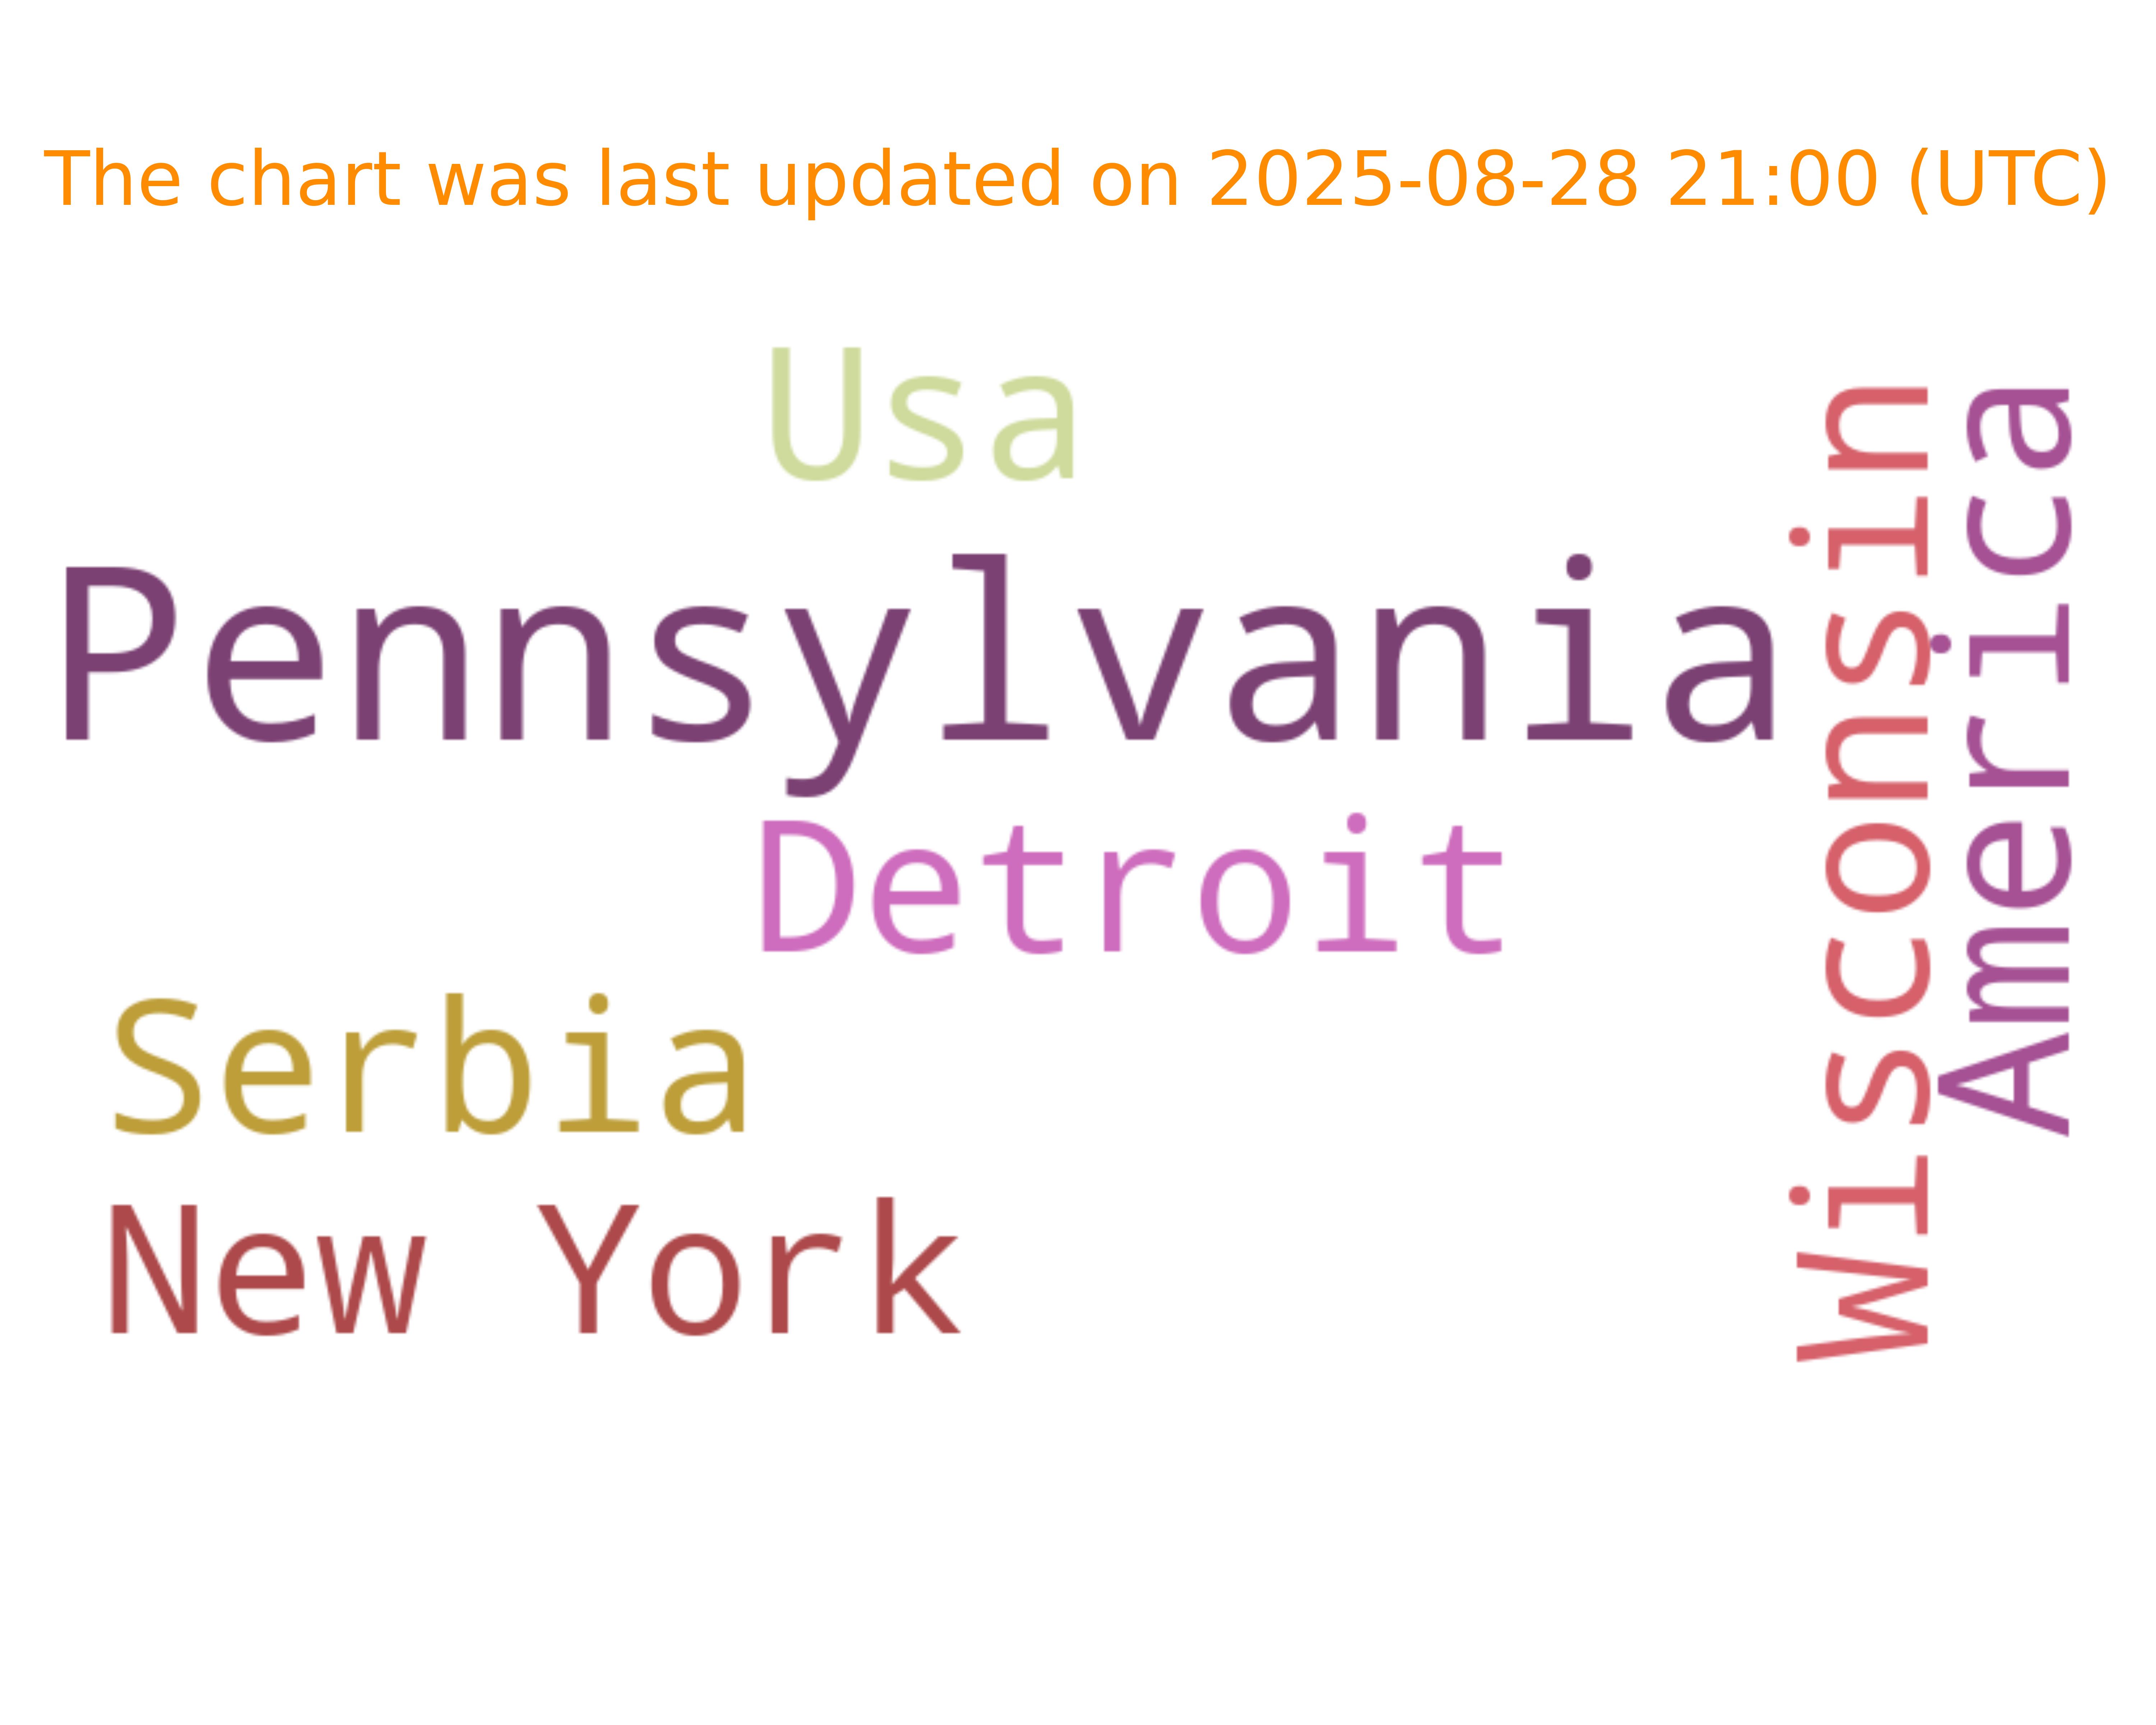 The chart was last updated on 2025-08-28 21:00 (UTC)
Usa
Pennsylvania
Detroit
Serbia
New York
Wisconsin
America